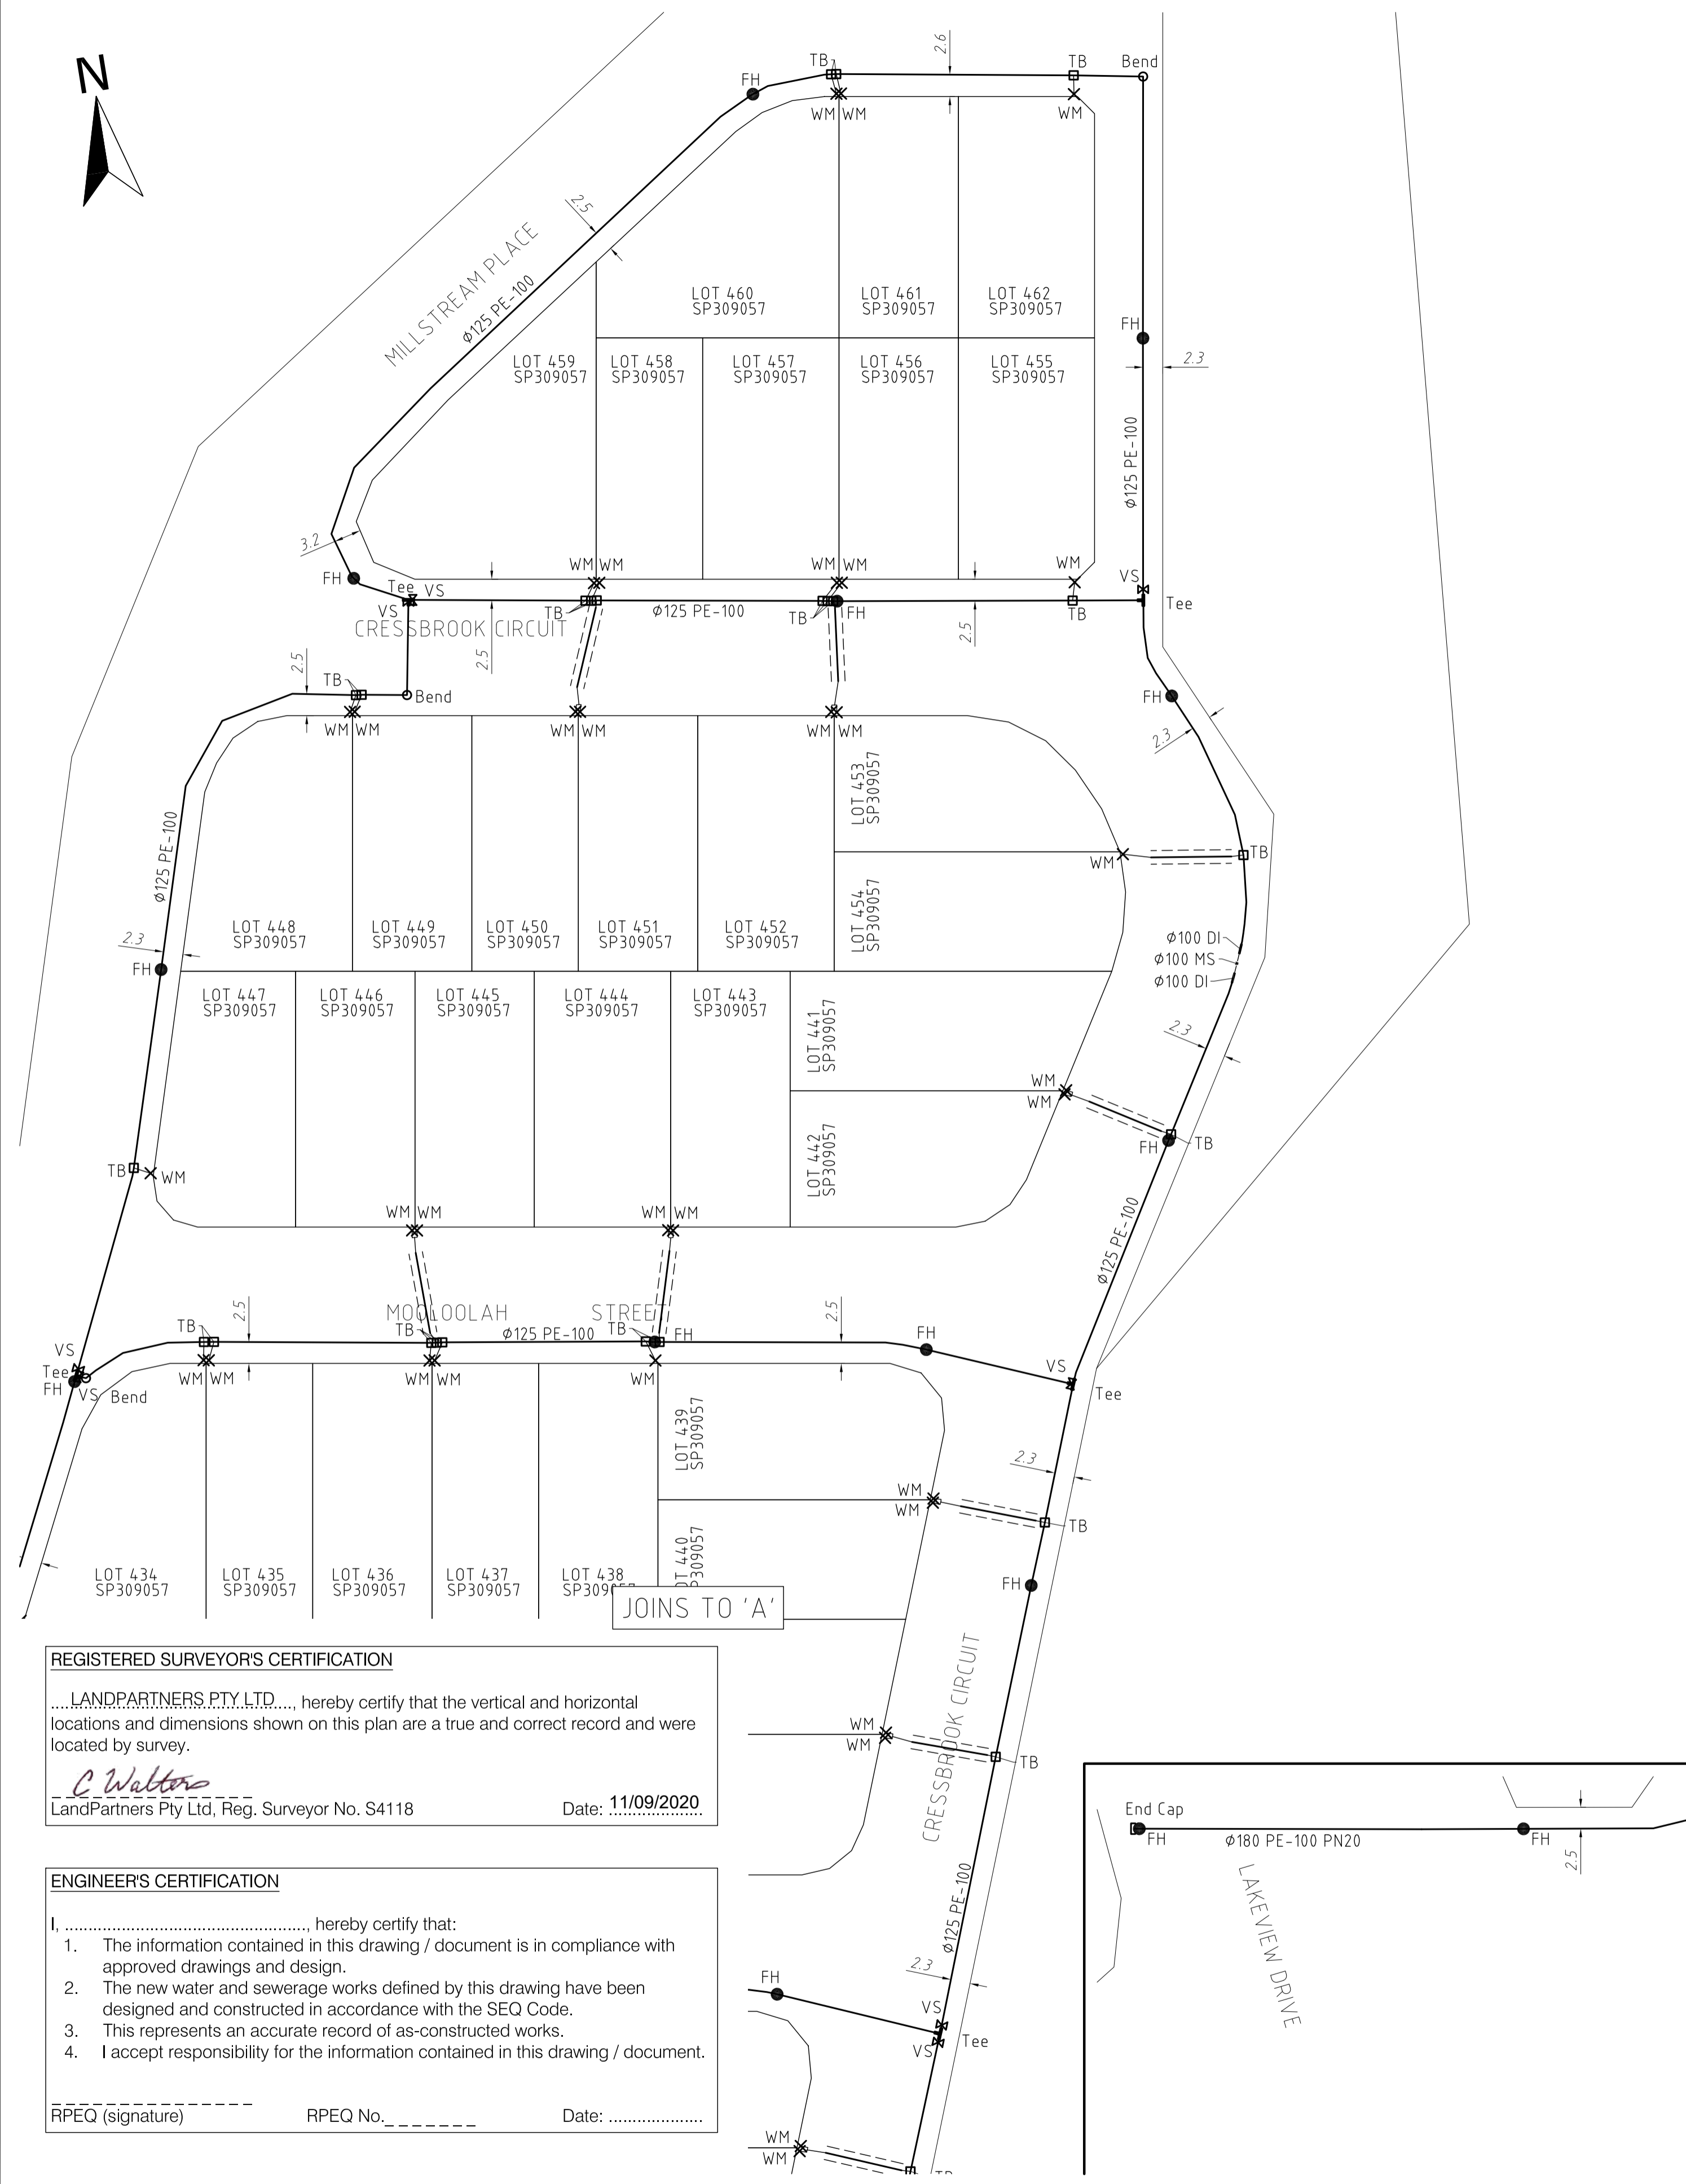 N
2.6
TB
TB
Bend
FH
WM WM
WM
2.5
MILLSTREAM PLACE
Ø125 PE-100
LOT 460
SP309057
LOT 461
SP309057
LOT 462
SP309057
FH
2.3
LOT 459
SP309057
LOT 458
SP309057
LOT 457
SP309057
LOT 456
SP309057
LOT 455
SP309057
Ø125 PE-100
3.2
WM WM
WM WM
WM
FH
Tee
VS
VS
VS
Tee
TB
Ø125 PE-100
TB
FH
TB
CRESSBROOK CIRCUIT
2.5
2.5
2.5
TB
Bend
FH
2.3
WM WM
WM WM
WM WM
LOT 453
SP309057
Ø125 PE-100
WM
TB
LOT 454
SP309057
LOT 448
SP309057
LOT 449
SP309057
LOT 450
SP309057
LOT 451
SP309057
LOT 452
SP309057
2.3
FH
Ø100 DI
Ø100 MS
Ø100 DI
LOT 447
SP309057
LOT 446
SP309057
LOT 445
SP309057
LOT 444
SP309057
LOT 443
SP309057
LOT 441
SP309057
2.3
WM
WM
FH
TB
LOT 442
SP309057
TB
WM
WM WM
WM WM
Ø125 PE-100
2.5
MOOLOOLAH STREET
2.5
TB
TB
Ø125 PE-100
TB
FH
FH
VS
Tee
FH
VS
Bend
WM WM
WM WM
WM
VS
Tee
LOT 439
SP309057
2.3
WM
WM
TB
LOT 434
SP309057
LOT 435
SP309057
LOT 436
SP309057
LOT 437
SP309057
LOT 438
SP309057
LOT 440
SP309057
FH
JOINS TO 'A'
REGISTERED SURVEYOR'S CERTIFICATION
....LANDPARTNERS PTY LTD...., hereby certify that the vertical and horizontal
locations and dimensions shown on this plan are a true and correct record and were
located by survey.
C Walters
LandPartners Pty Ltd, Reg. Surveyor No. S4118 Date: 11/09/2020
ENGINEER'S CERTIFICATION
I, ..................................................., hereby certify that:
1. The information contained in this drawing / document is in compliance with
approved drawings and design.
2. The new water and sewerage works defined by this drawing have been
designed and constructed in accordance with the SEQ Code.
3. This represents an accurate record of as-constructed works.
4. I accept responsibility for the information contained in this drawing / document.
RPEQ (signature) RPEQ No. _ _ _ _ _ _ _ Date: ....................
WM
WM
TB
CRESSBROOK CIRCUIT
Ø125 PE-100
2.3
FH
VS
VS
Tee
WM
WM
TB
End Cap
FH
Ø180 PE-100 PN20
FH
2.5
LAKEVIEW DRIVE